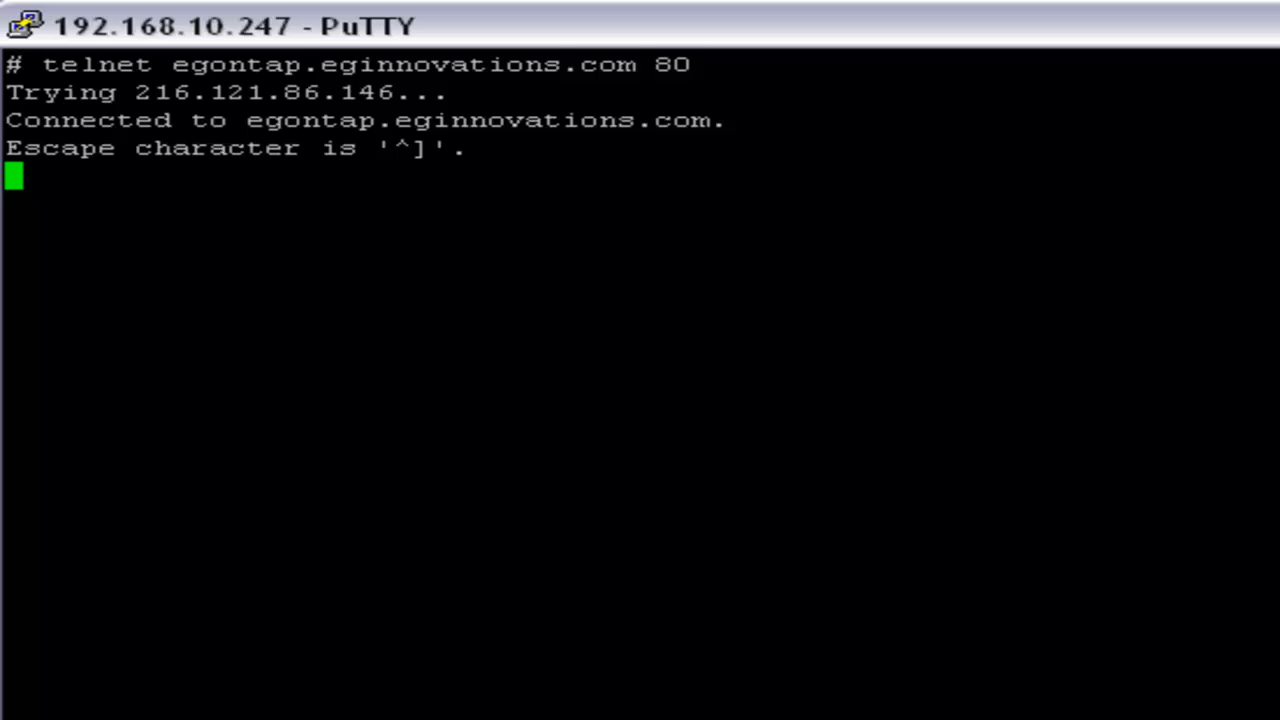 192.168.10.247 - PuTTY
# telnet egontap.eginnovations.com 80
Trying 216.121.86.146...
Connected to egontap.eginnovations.com.
Escape character is '^]'.